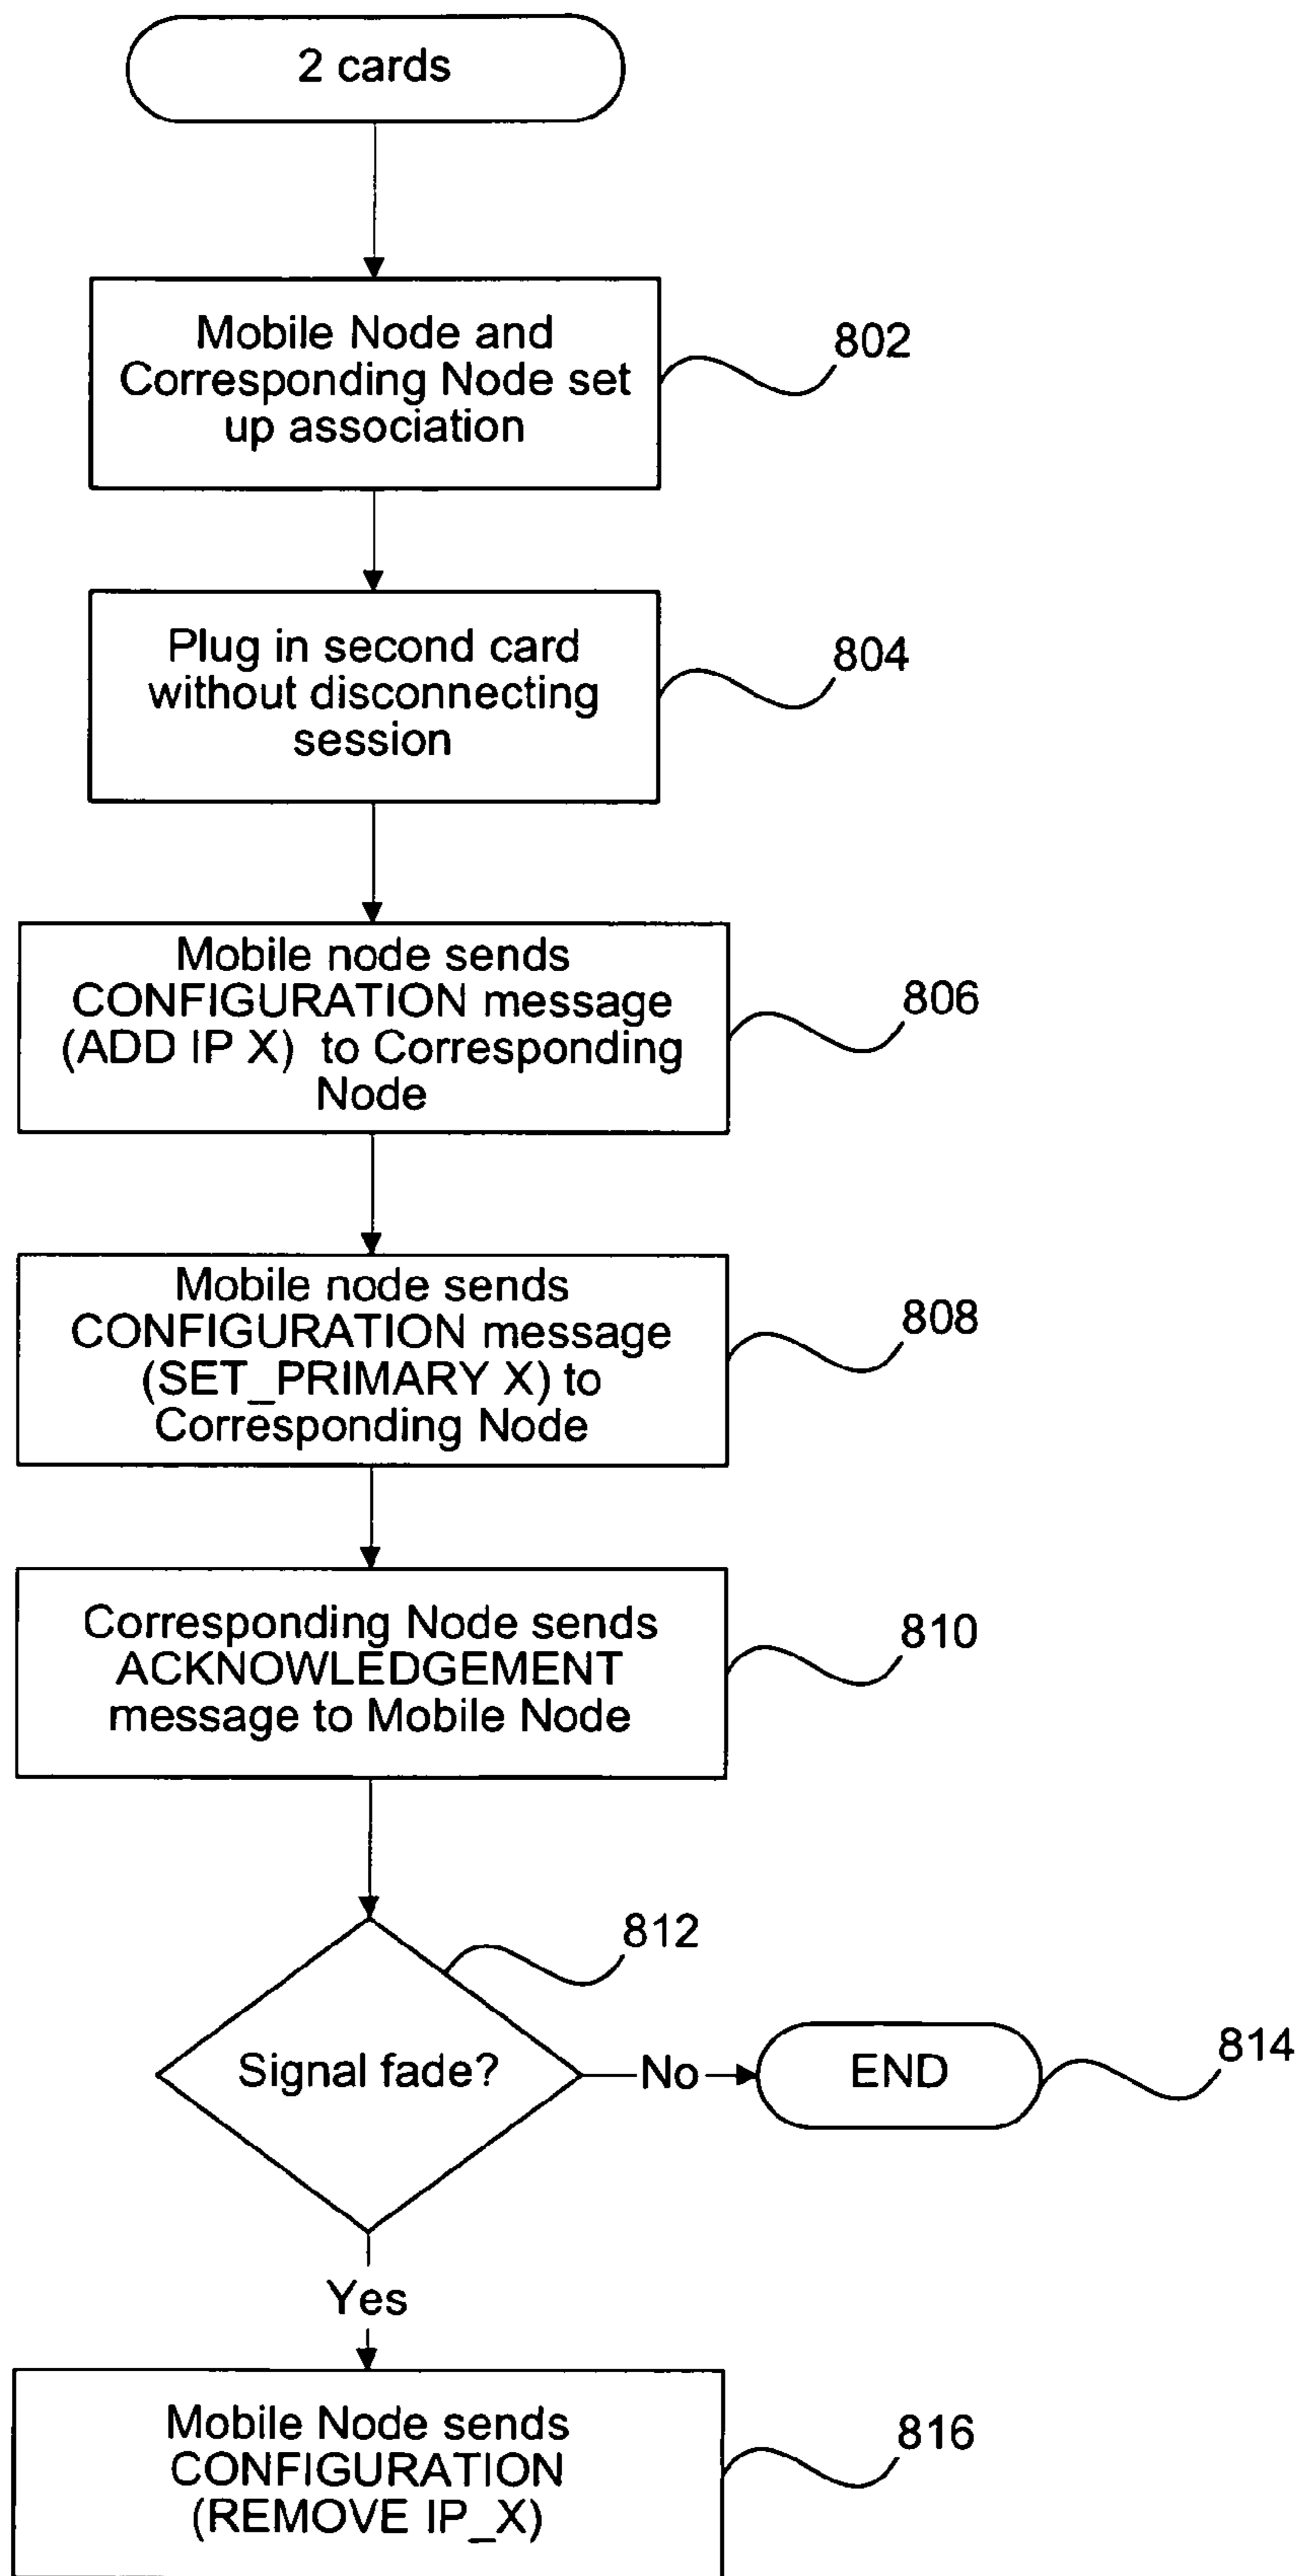 2 cards
Mobile Node and
Corresponding Node set
up association
802
Plug in second card
without disconnecting
session
804
Mobile node sends
CONFIGURATION message
(ADD IP X) to Corresponding
Node
806
Mobile node sends
CONFIGURATION message
(SET_PRIMARY X) to
Corresponding Node
808
Corresponding Node sends
ACKNOWLEDGEMENT
message to Mobile Node
810
812
Signal fade?
No
END
814
Yes
Mobile Node sends
CONFIGURATION
(REMOVE IP_X)
816